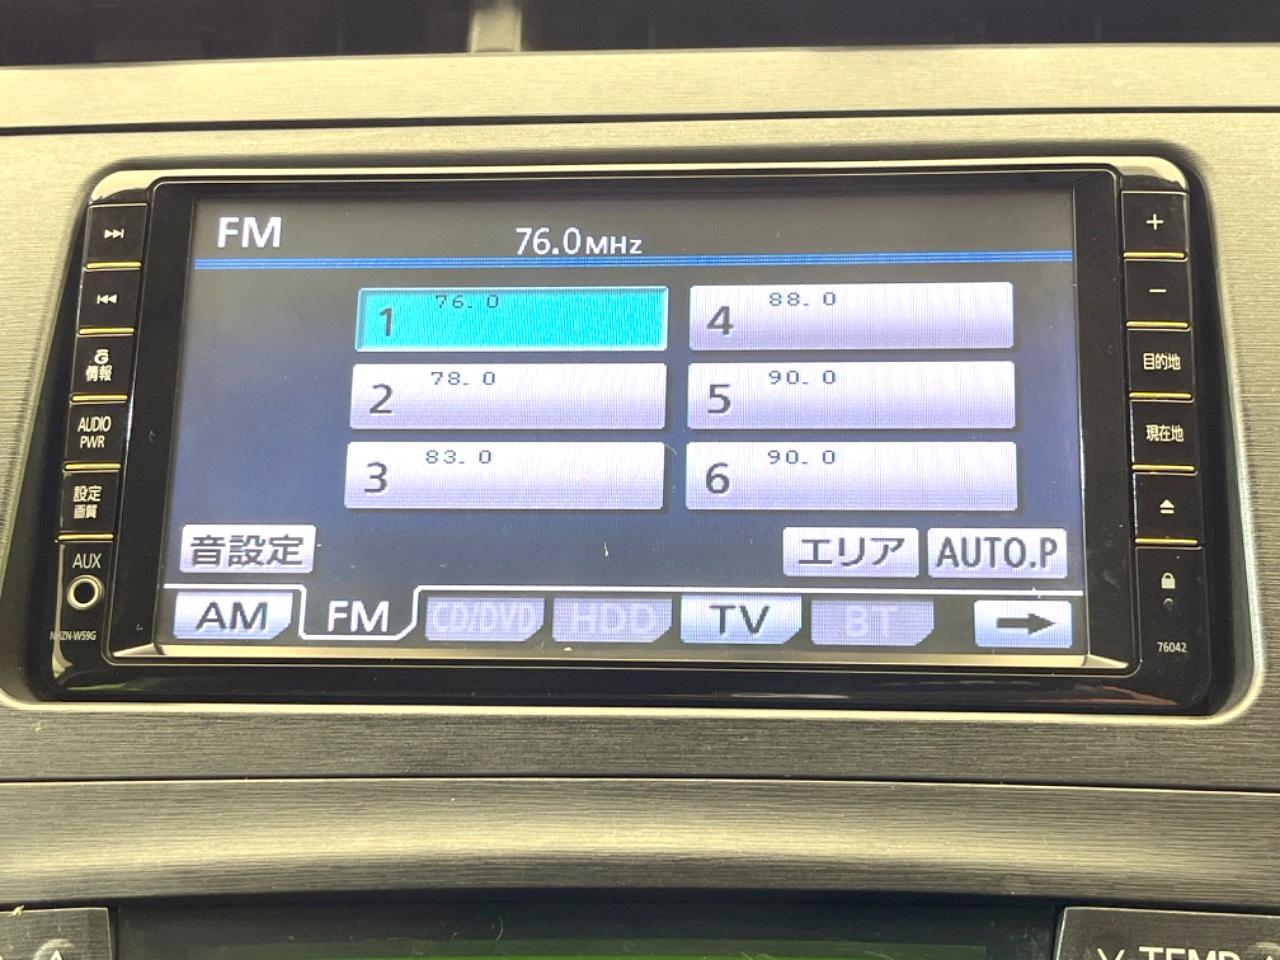 FM
76.0MHz
1 76.0
4 88.0
2 78.0
5 90.0
3 83.0
6 90.0
音設定
エリア
AUTO.P
AM
FM
CD/DVD
HDD
TV
BT
G
情報
AUDIO
PWR
設定
画質
AUX
NHZN-W59G
+
−
目的地
現在地
76042
TEMP